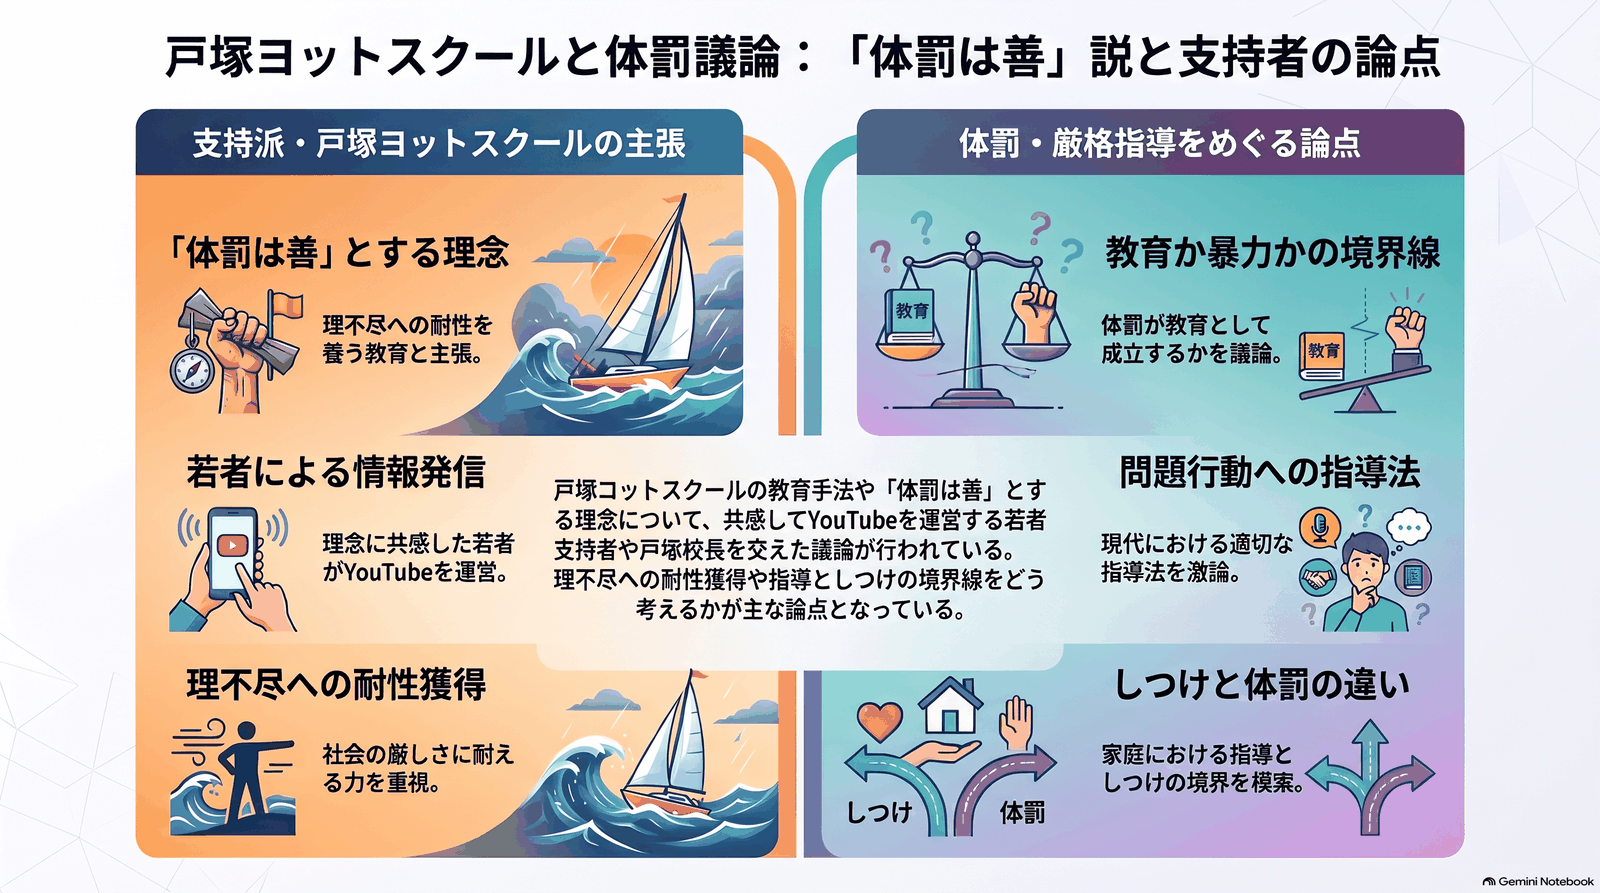 戸塚ヨットスクールと体罰議論：「体罰は善」説と支持者の論点
支持派・戸塚ヨットスクールの主張
「体罰は善」とする理念
理不尽への耐性を
養う教育と主張。
若者による情報発信
理念に共感した若者
がYouTubeを運営。
理不尽への耐性獲得
社会の厳しさに耐え
る力を重視。
戸塚コットスクールの教育手法や「体罰は善」とす
る理念について、共感してYouTubeを運営する若者
支持者や戸塚校長を交えた議論が行われている。
理不尽への耐性獲得や指導としつけの境界線をどう
考えるかが主な論点となっている。
体罰・厳格指導をめぐる論点
教育か暴力かの境界線
教育
体罰が教育として
成立するかを議論。
教育
問題行動への指導法
現代における適切な
指導法を激論。
しつけと体罰の違い
しつけ
体罰
家庭における指導と
しつけの境界を模索。
Gemini Notebook